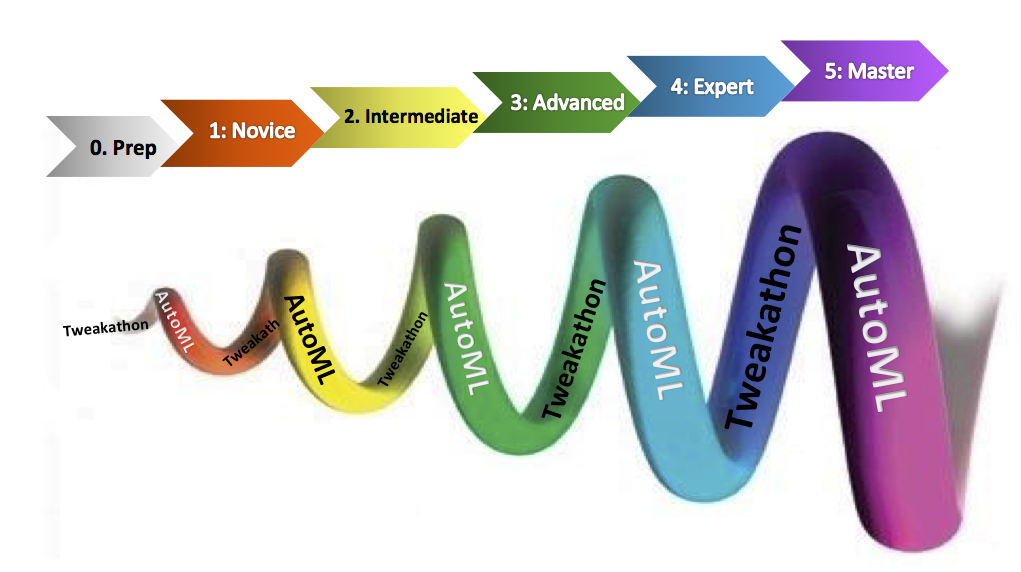 0. Prep
1: Novice
2. Intermediate
3: Advanced
4: Expert
5: Master
Tweakathon
AutoML
Tweakath
AutoML
Tweakathon
AutoML
Tweakathon
AutoML
Tweakathon
AutoML